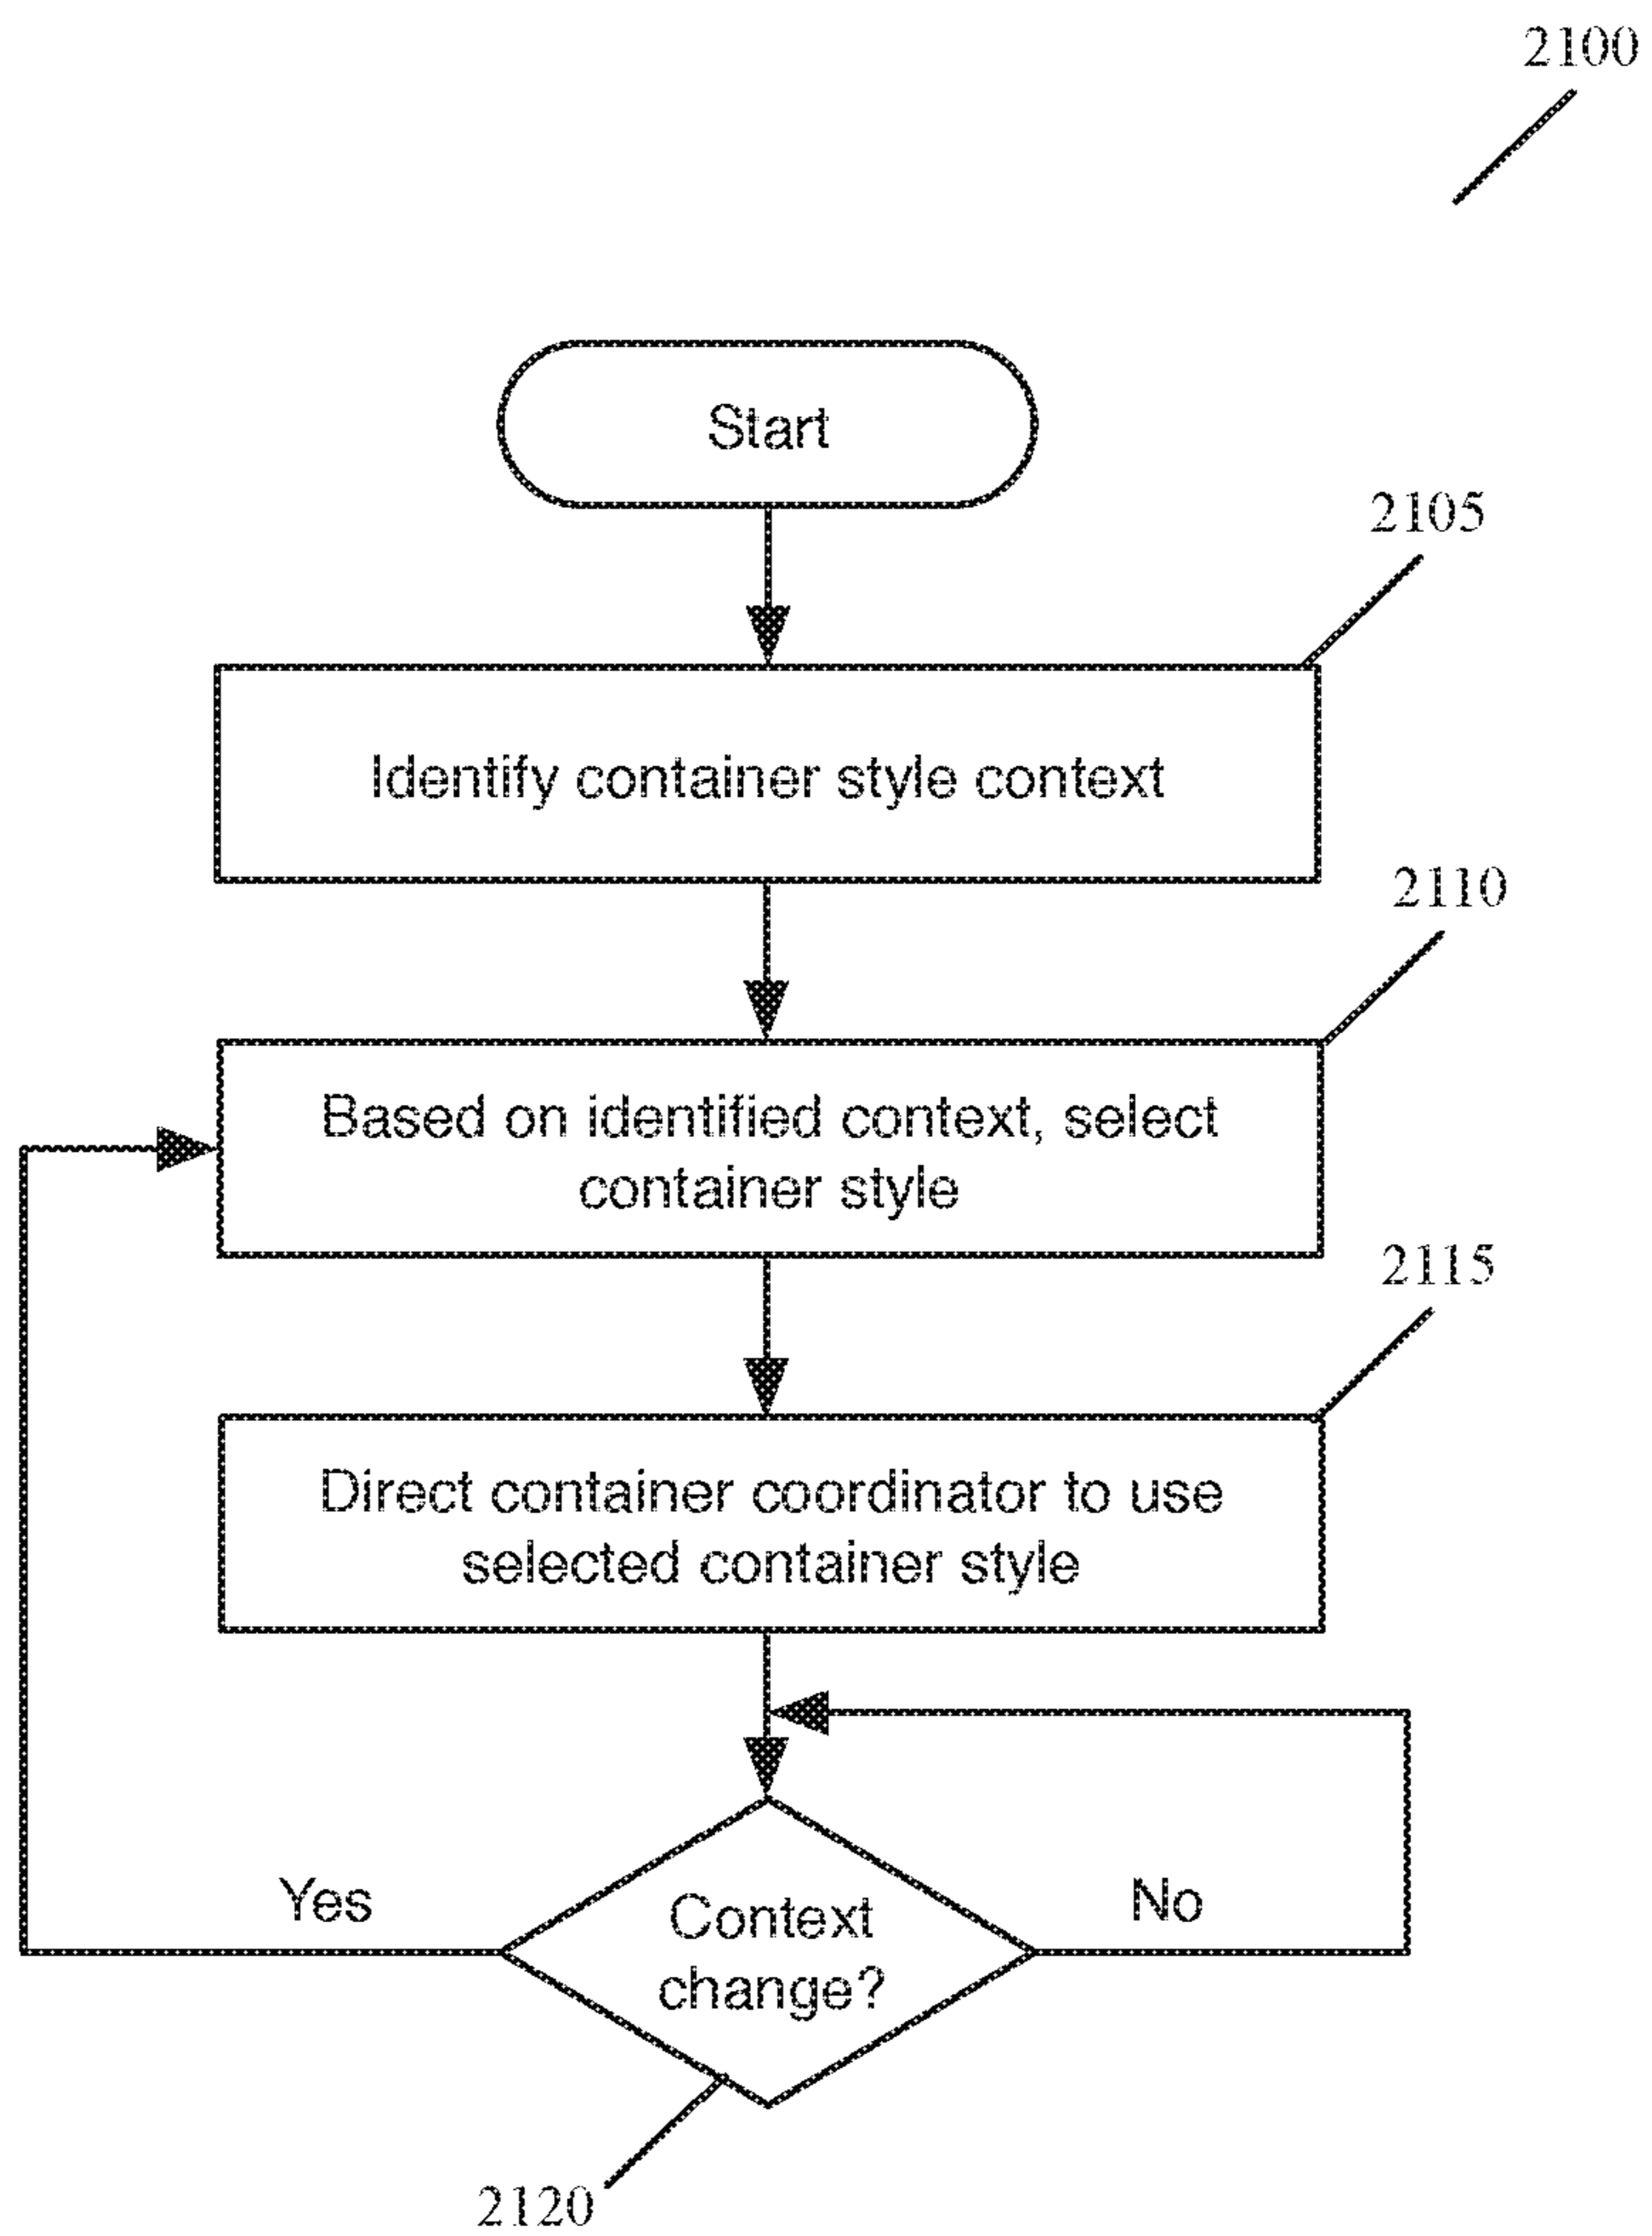 2100
Start
2105
Identify container style context
2110
Based on identified context, select
container style
2115
Direct container coordinator to use
selected container style
Yes
No
Context
change?
2120